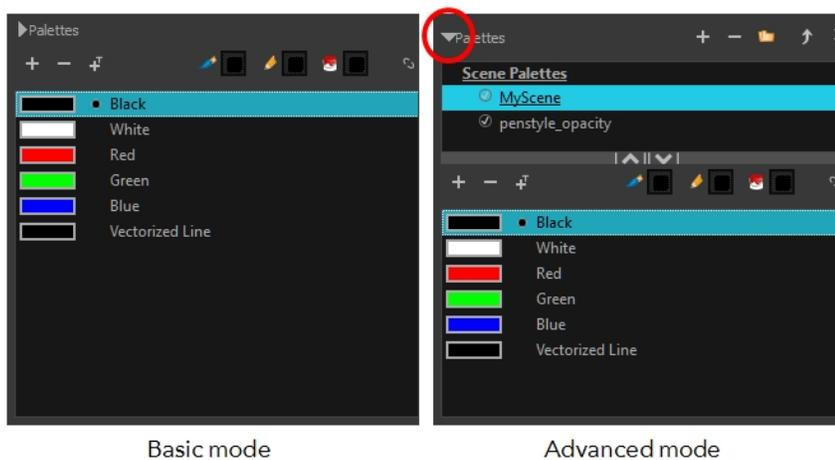 Palettes
Black
White
Red
Green
Blue
Vectorized Line
Basic mode
Palettes
Scene Palettes
MyScene
penstyle_opacity
Black
White
Red
Green
Blue
Vectorized Line
Advanced mode